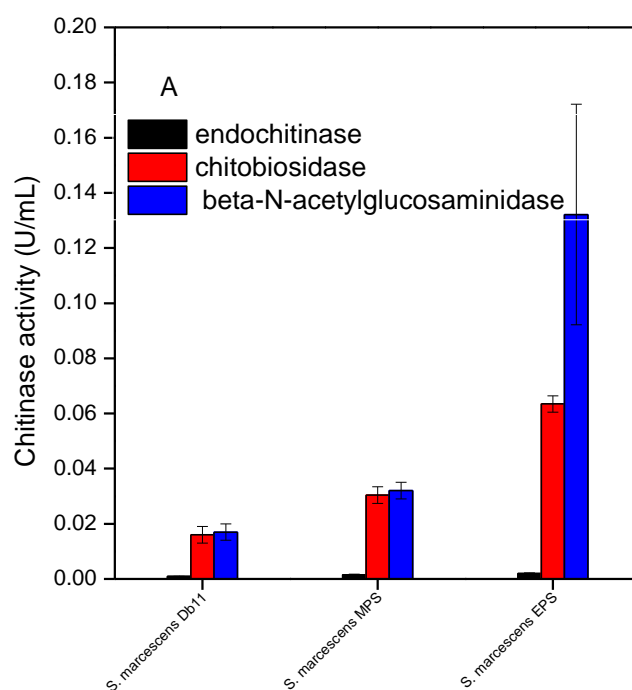 0.20
0.18
0.16
0.14
0.12
0.10
0.08
0.06
0.04
0.02
0.00
Chitinase activity (U/mL)
A
endochitinase
chitobiosidase
beta-N-acetylglucosaminidase
S. marcescens Db11
S. marcescens MPS
S. marcescens EPS